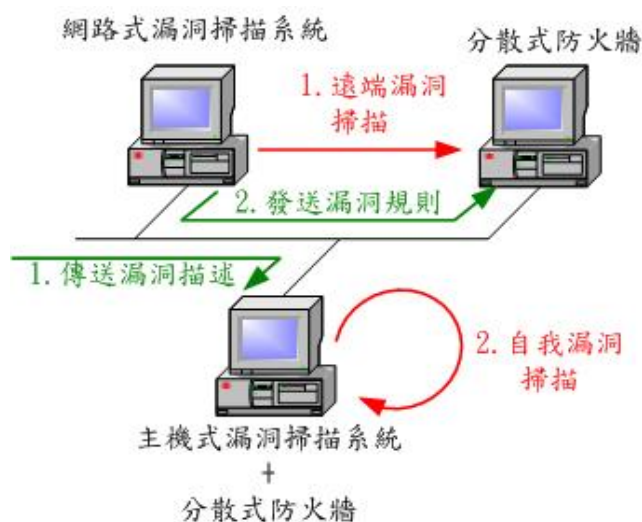 網路式漏洞掃描系統
分散式防火牆
1.遠端漏洞
掃描
2.發送漏洞規則
1.傳送漏洞描述
2.自我漏洞
掃描
主機式漏洞掃描系統
+
分散式防火牆